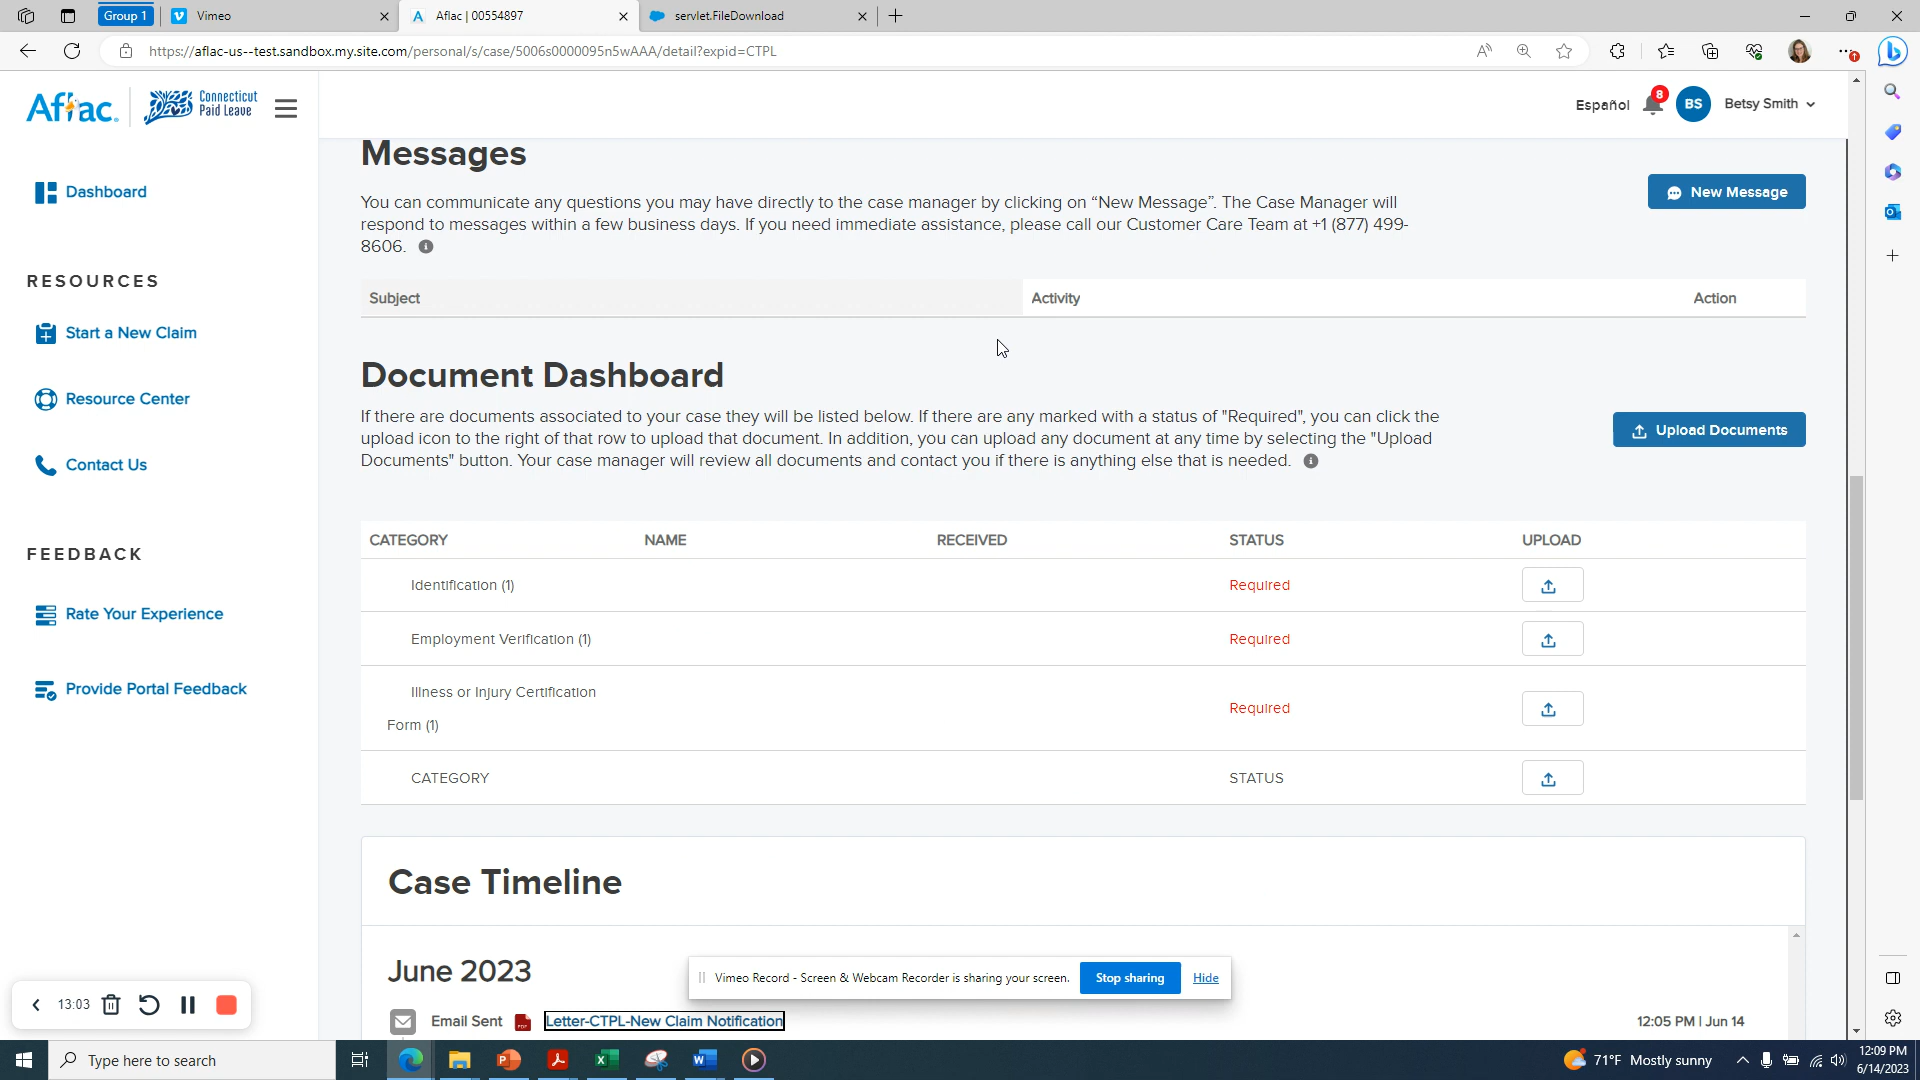 Group 1
Vimeo
Aflac | 00554897
servlet.FileDownload
https://aflac-us--test.sandbox.my.site.com/personal/s/case/5006s0000095n5wAAA/detail?expid=CTPL
Aflac.
Connecticut
Paid Leave
Español
8
BS
Betsy Smith
Dashboard
RESOURCES
Start a New Claim
Resource Center
Contact Us
FEEDBACK
Rate Your Experience
Provide Portal Feedback
Messages
You can communicate any questions you may have directly to the case manager by clicking on “New Message”. The Case Manager will
respond to messages within a few business days. If you need immediate assistance, please call our Customer Care Team at +1 (877) 499-
8606.
New Message
Subject Activity Action
Document Dashboard
If there are documents associated to your case they will be listed below. If there are any marked with a status of "Required", you can click the
upload icon to the right of that row to upload that document. In addition, you can upload any document at any time by selecting the "Upload
Documents" button. Your case manager will review all documents and contact you if there is anything else that is needed.
Upload Documents
CATEGORY NAME RECEIVED STATUS UPLOAD
Identification (1) Required
Employment Verification (1) Required
Illness or Injury Certification
Form (1) Required
CATEGORY STATUS
Case Timeline
June 2023
Email Sent Letter-CTPL-New Claim Notification 12:05 PM | Jun 14
Vimeo Record - Screen & Webcam Recorder is sharing your screen. Stop sharing Hide
13:03
Type here to search
71°F Mostly sunny
12:09 PM
6/14/2023